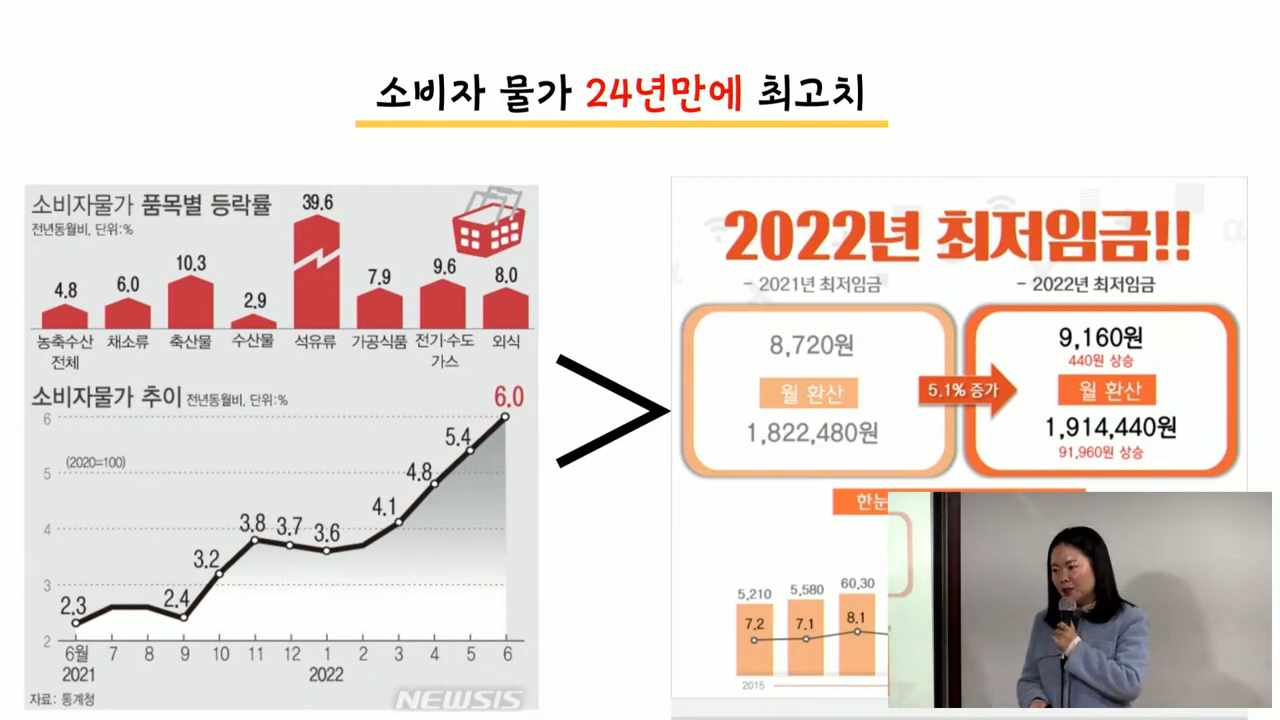 소비자 물가 24년만에 최고치
소비자물가 품목별 등락률
전년동월비, 단위:%
4.8
6.0
10.3
2.9
39.6
7.9
9.6
8.0
농축수산 전체
채소류
축산물
수산물
석유류
가공식품
전기·수도 가스
외식
소비자물가 추이 전년동월비, 단위:%
(2020=100)
6
5
4
3
2
2.3
2.4
3.2
3.8
3.7
3.6
4.1
4.8
5.4
6.0
6월 7 8 9 10 11 12 1 2 3 4 5 6
2021 2022
자료: 통계청
NEWSIS
>
2022년 최저임금!!
- 2021년 최저임금
8,720원
월 환산
1,822,480원
5.1% 증가
- 2022년 최저임금
9,160원
440원 상승
월 환산
1,914,440원
91,960원 상승
한눈
5,210 5,580 60,30
7.2 7.1 8.1
2015